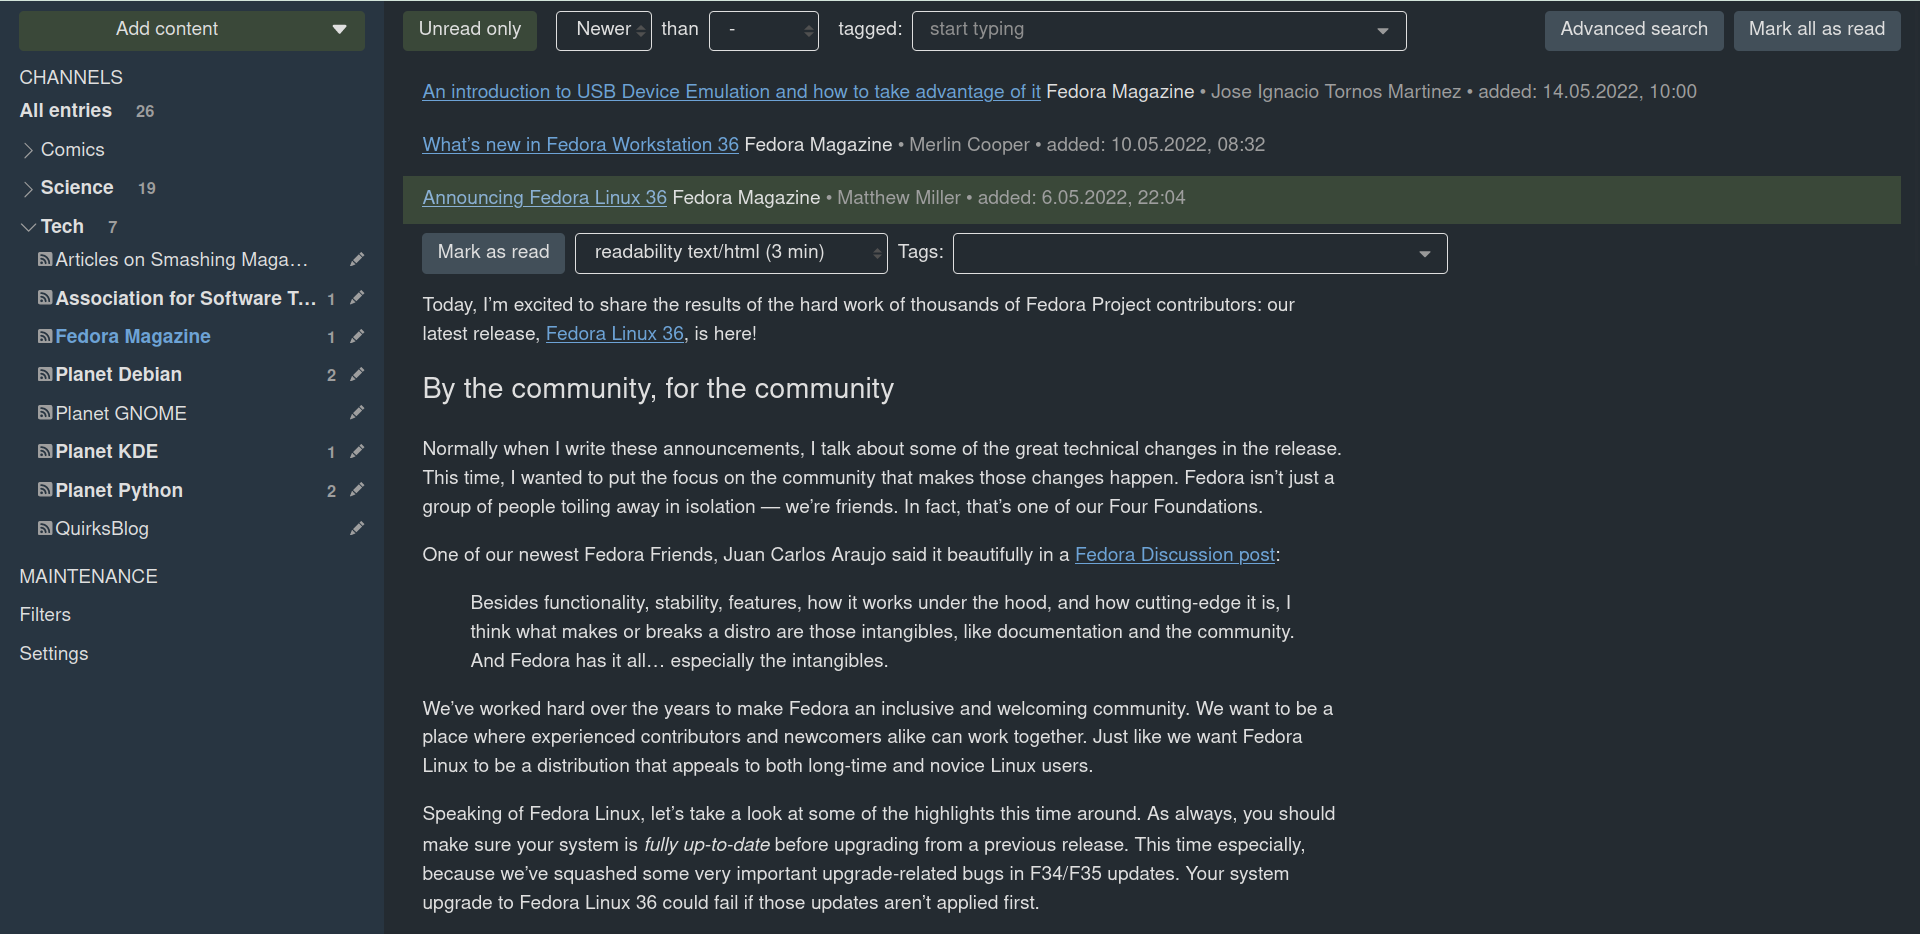 Add content
CHANNELS
All entries 26
Comics
Science 19
Tech 7
Articles on Smashing Maga…
Association for Software T… 1
Fedora Magazine 1
Planet Debian 2
Planet GNOME
Planet KDE 1
Planet Python 2
QuirksBlog
MAINTENANCE
Filters
Settings
Unread only Newer than - tagged: start typing Advanced search Mark all as read
An introduction to USB Device Emulation and how to take advantage of it Fedora Magazine • Jose Ignacio Tornos Martinez • added: 14.05.2022, 10:00
What’s new in Fedora Workstation 36 Fedora Magazine • Merlin Cooper • added: 10.05.2022, 08:32
Announcing Fedora Linux 36 Fedora Magazine • Matthew Miller • added: 6.05.2022, 22:04
Mark as read readability text/html (3 min) Tags:
Today, I’m excited to share the results of the hard work of thousands of Fedora Project contributors: our
latest release, Fedora Linux 36, is here!
By the community, for the community
Normally when I write these announcements, I talk about some of the great technical changes in the release.
This time, I wanted to put the focus on the community that makes those changes happen. Fedora isn’t just a
group of people toiling away in isolation — we’re friends. In fact, that’s one of our Four Foundations.
One of our newest Fedora Friends, Juan Carlos Araujo said it beautifully in a Fedora Discussion post:
Besides functionality, stability, features, how it works under the hood, and how cutting-edge it is, I
think what makes or breaks a distro are those intangibles, like documentation and the community.
And Fedora has it all… especially the intangibles.
We’ve worked hard over the years to make Fedora an inclusive and welcoming community. We want to be a
place where experienced contributors and newcomers alike can work together. Just like we want Fedora
Linux to be a distribution that appeals to both long-time and novice Linux users.
Speaking of Fedora Linux, let’s take a look at some of the highlights this time around. As always, you should
make sure your system is fully up-to-date before upgrading from a previous release. This time especially,
because we’ve squashed some very important upgrade-related bugs in F34/F35 updates. Your system
upgrade to Fedora Linux 36 could fail if those updates aren’t applied first.